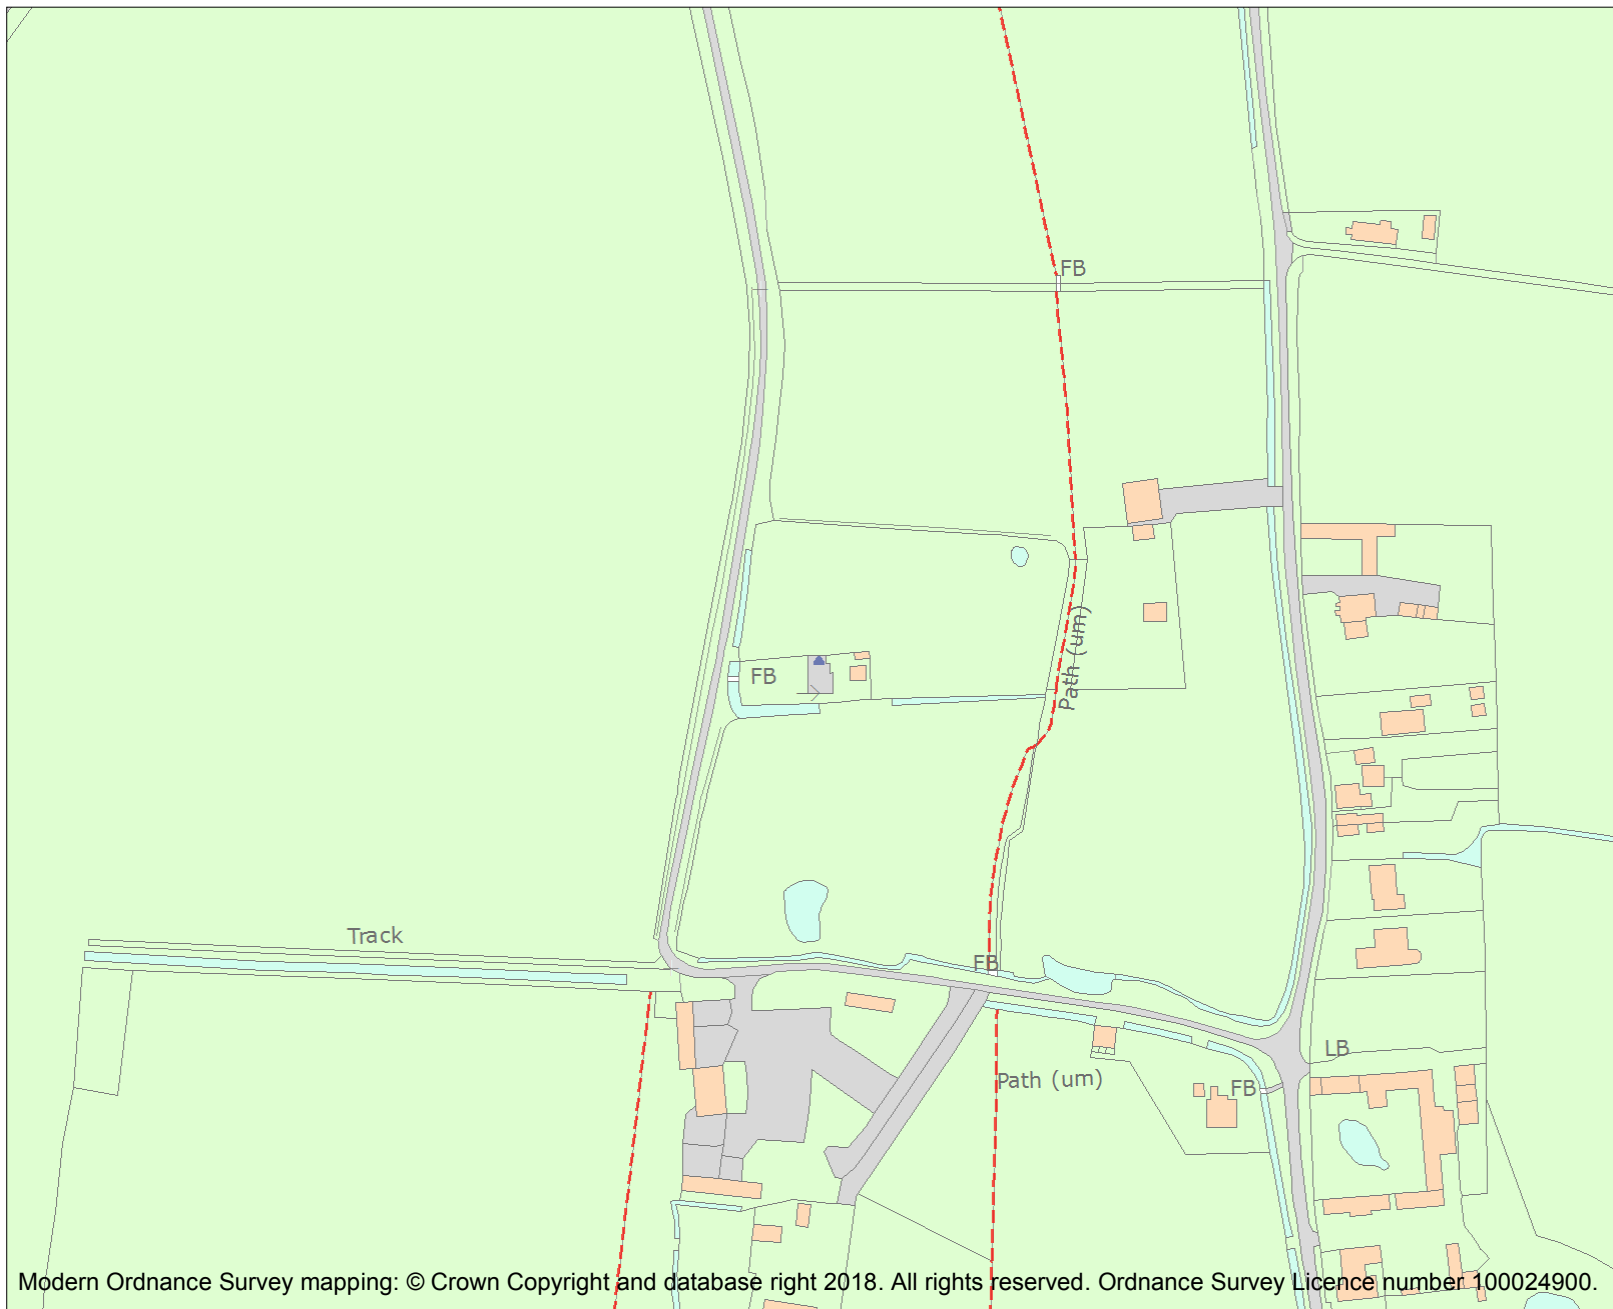 FB
Path (um)
FB
Track
FB
LB
Path (um)
FB
Modern Ordnance Survey mapping: © Crown Copyright and database right 2018. All rights reserved. Ordnance Survey Licence number 100024900.